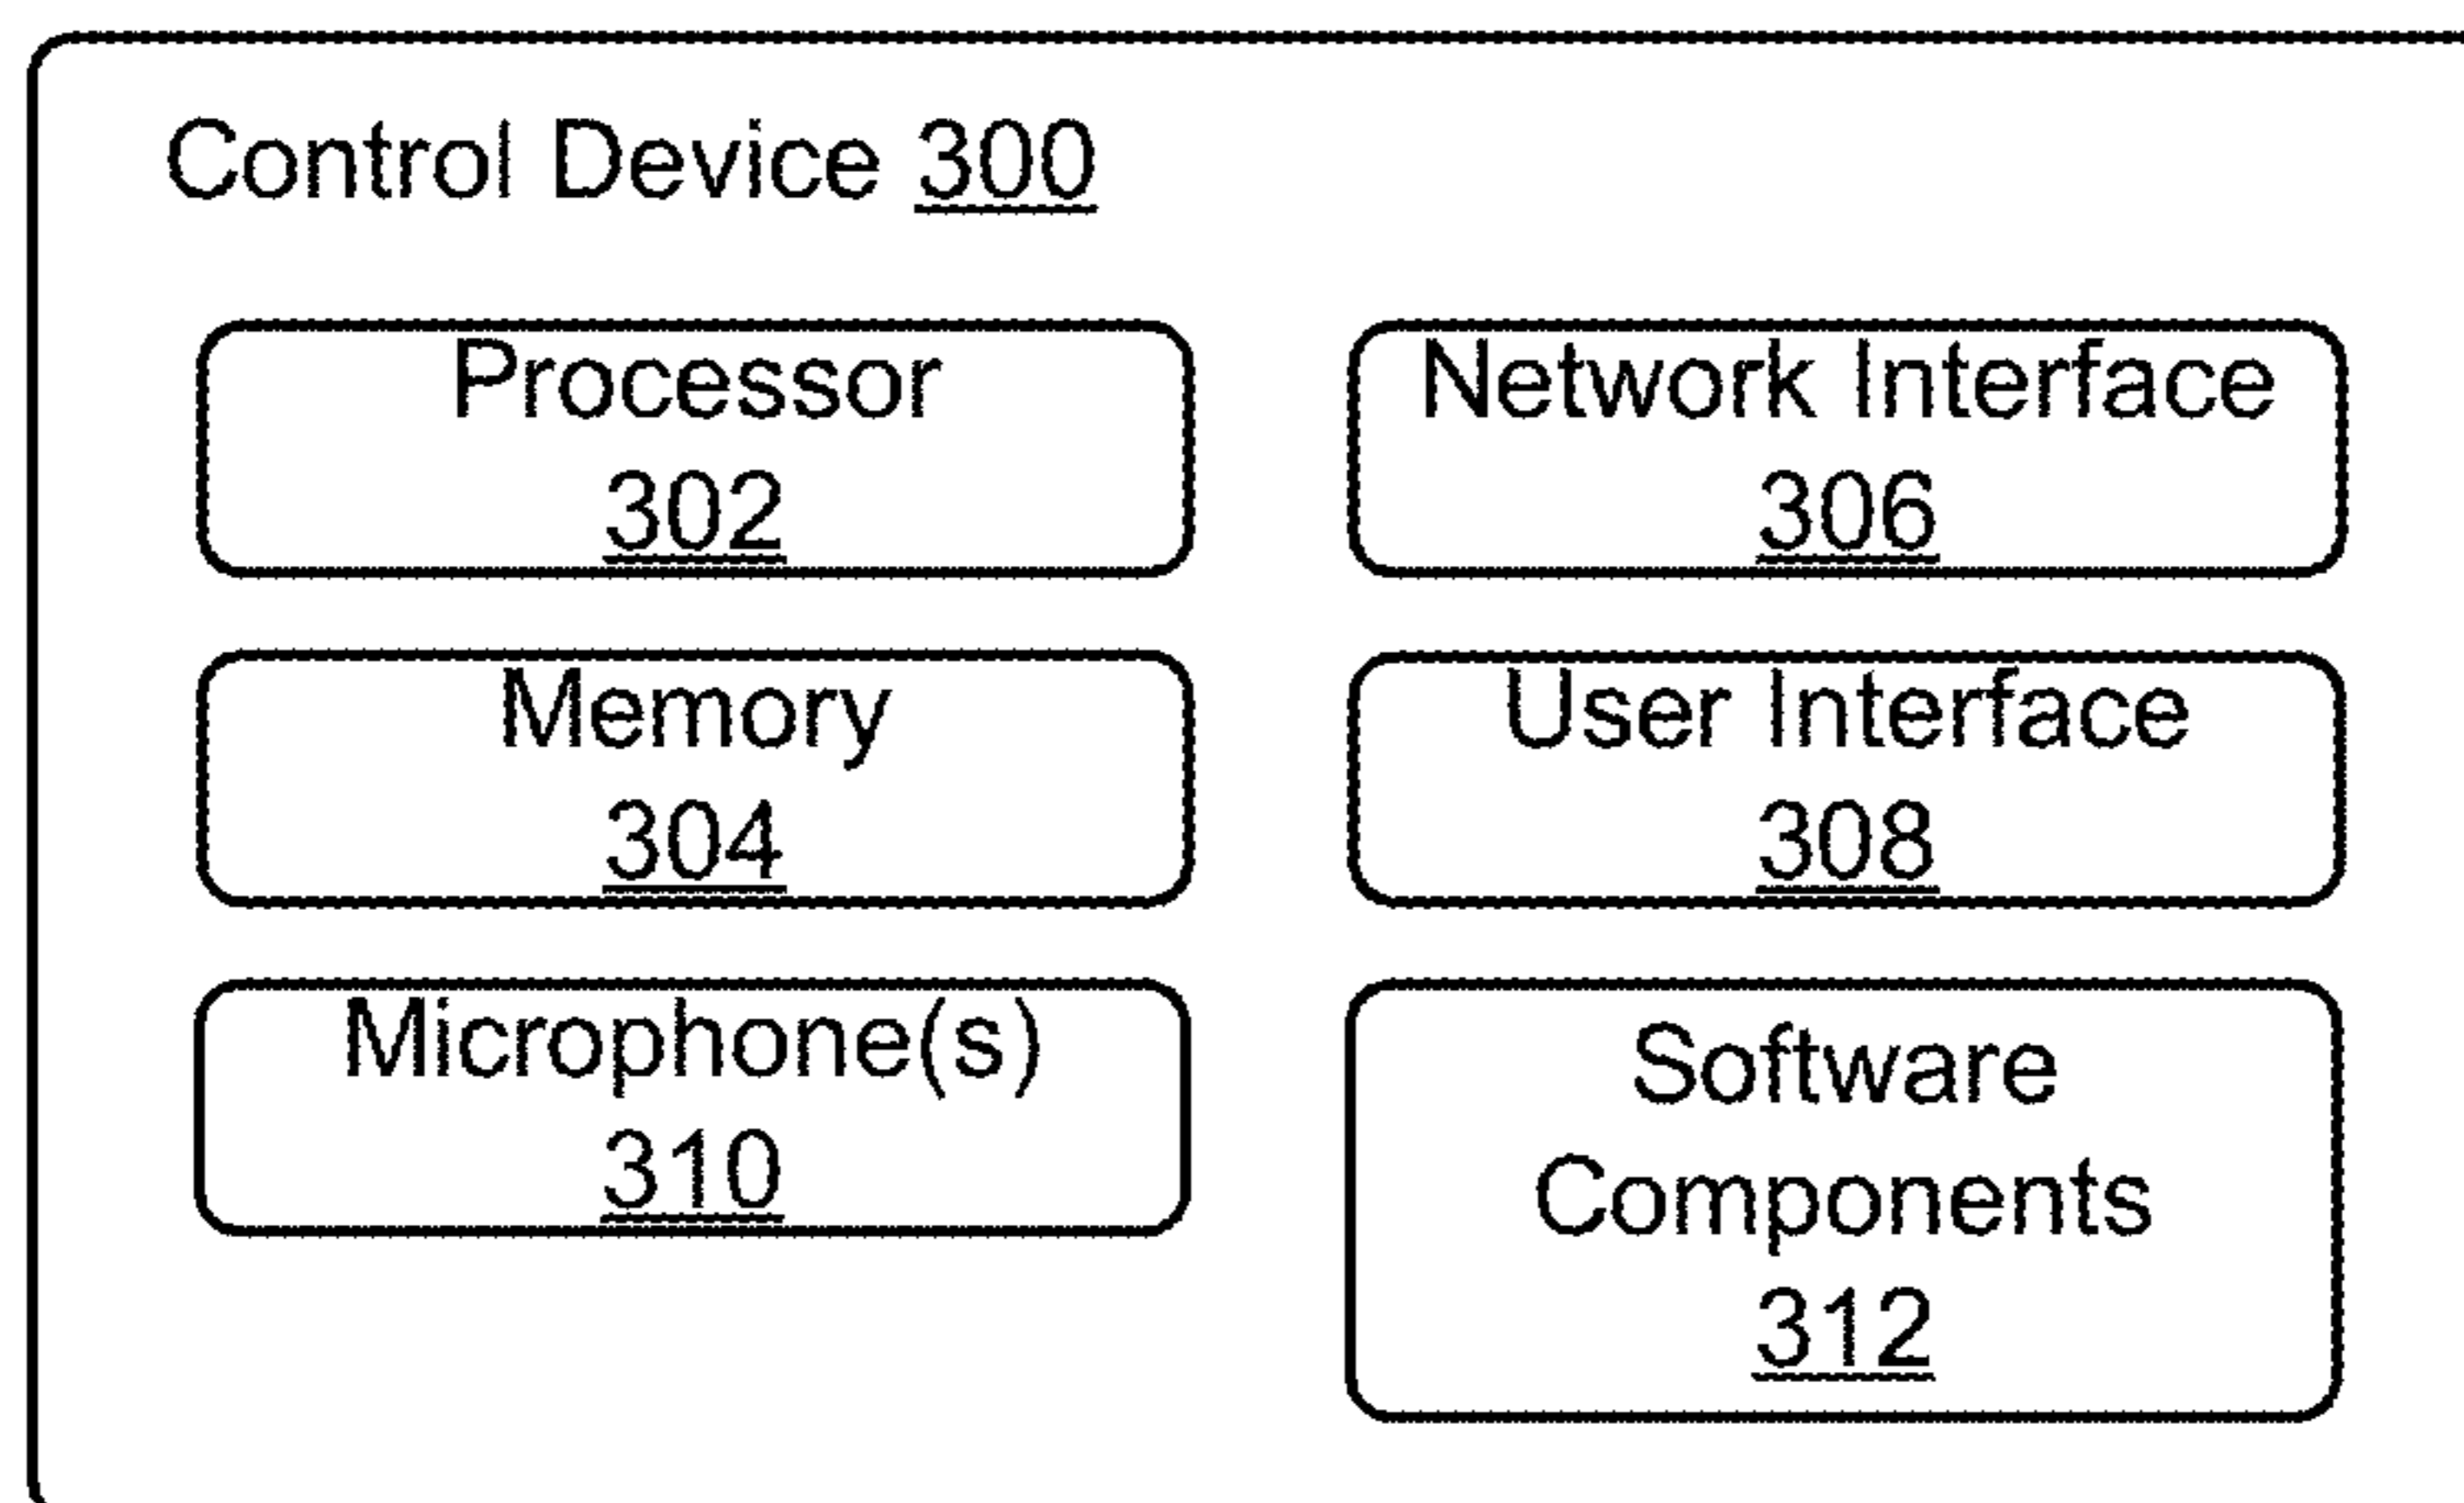 Control Device 300
Processor
302
Network Interface
306
Memory
304
User Interface
308
Microphone(s)
310
Software
Components
312